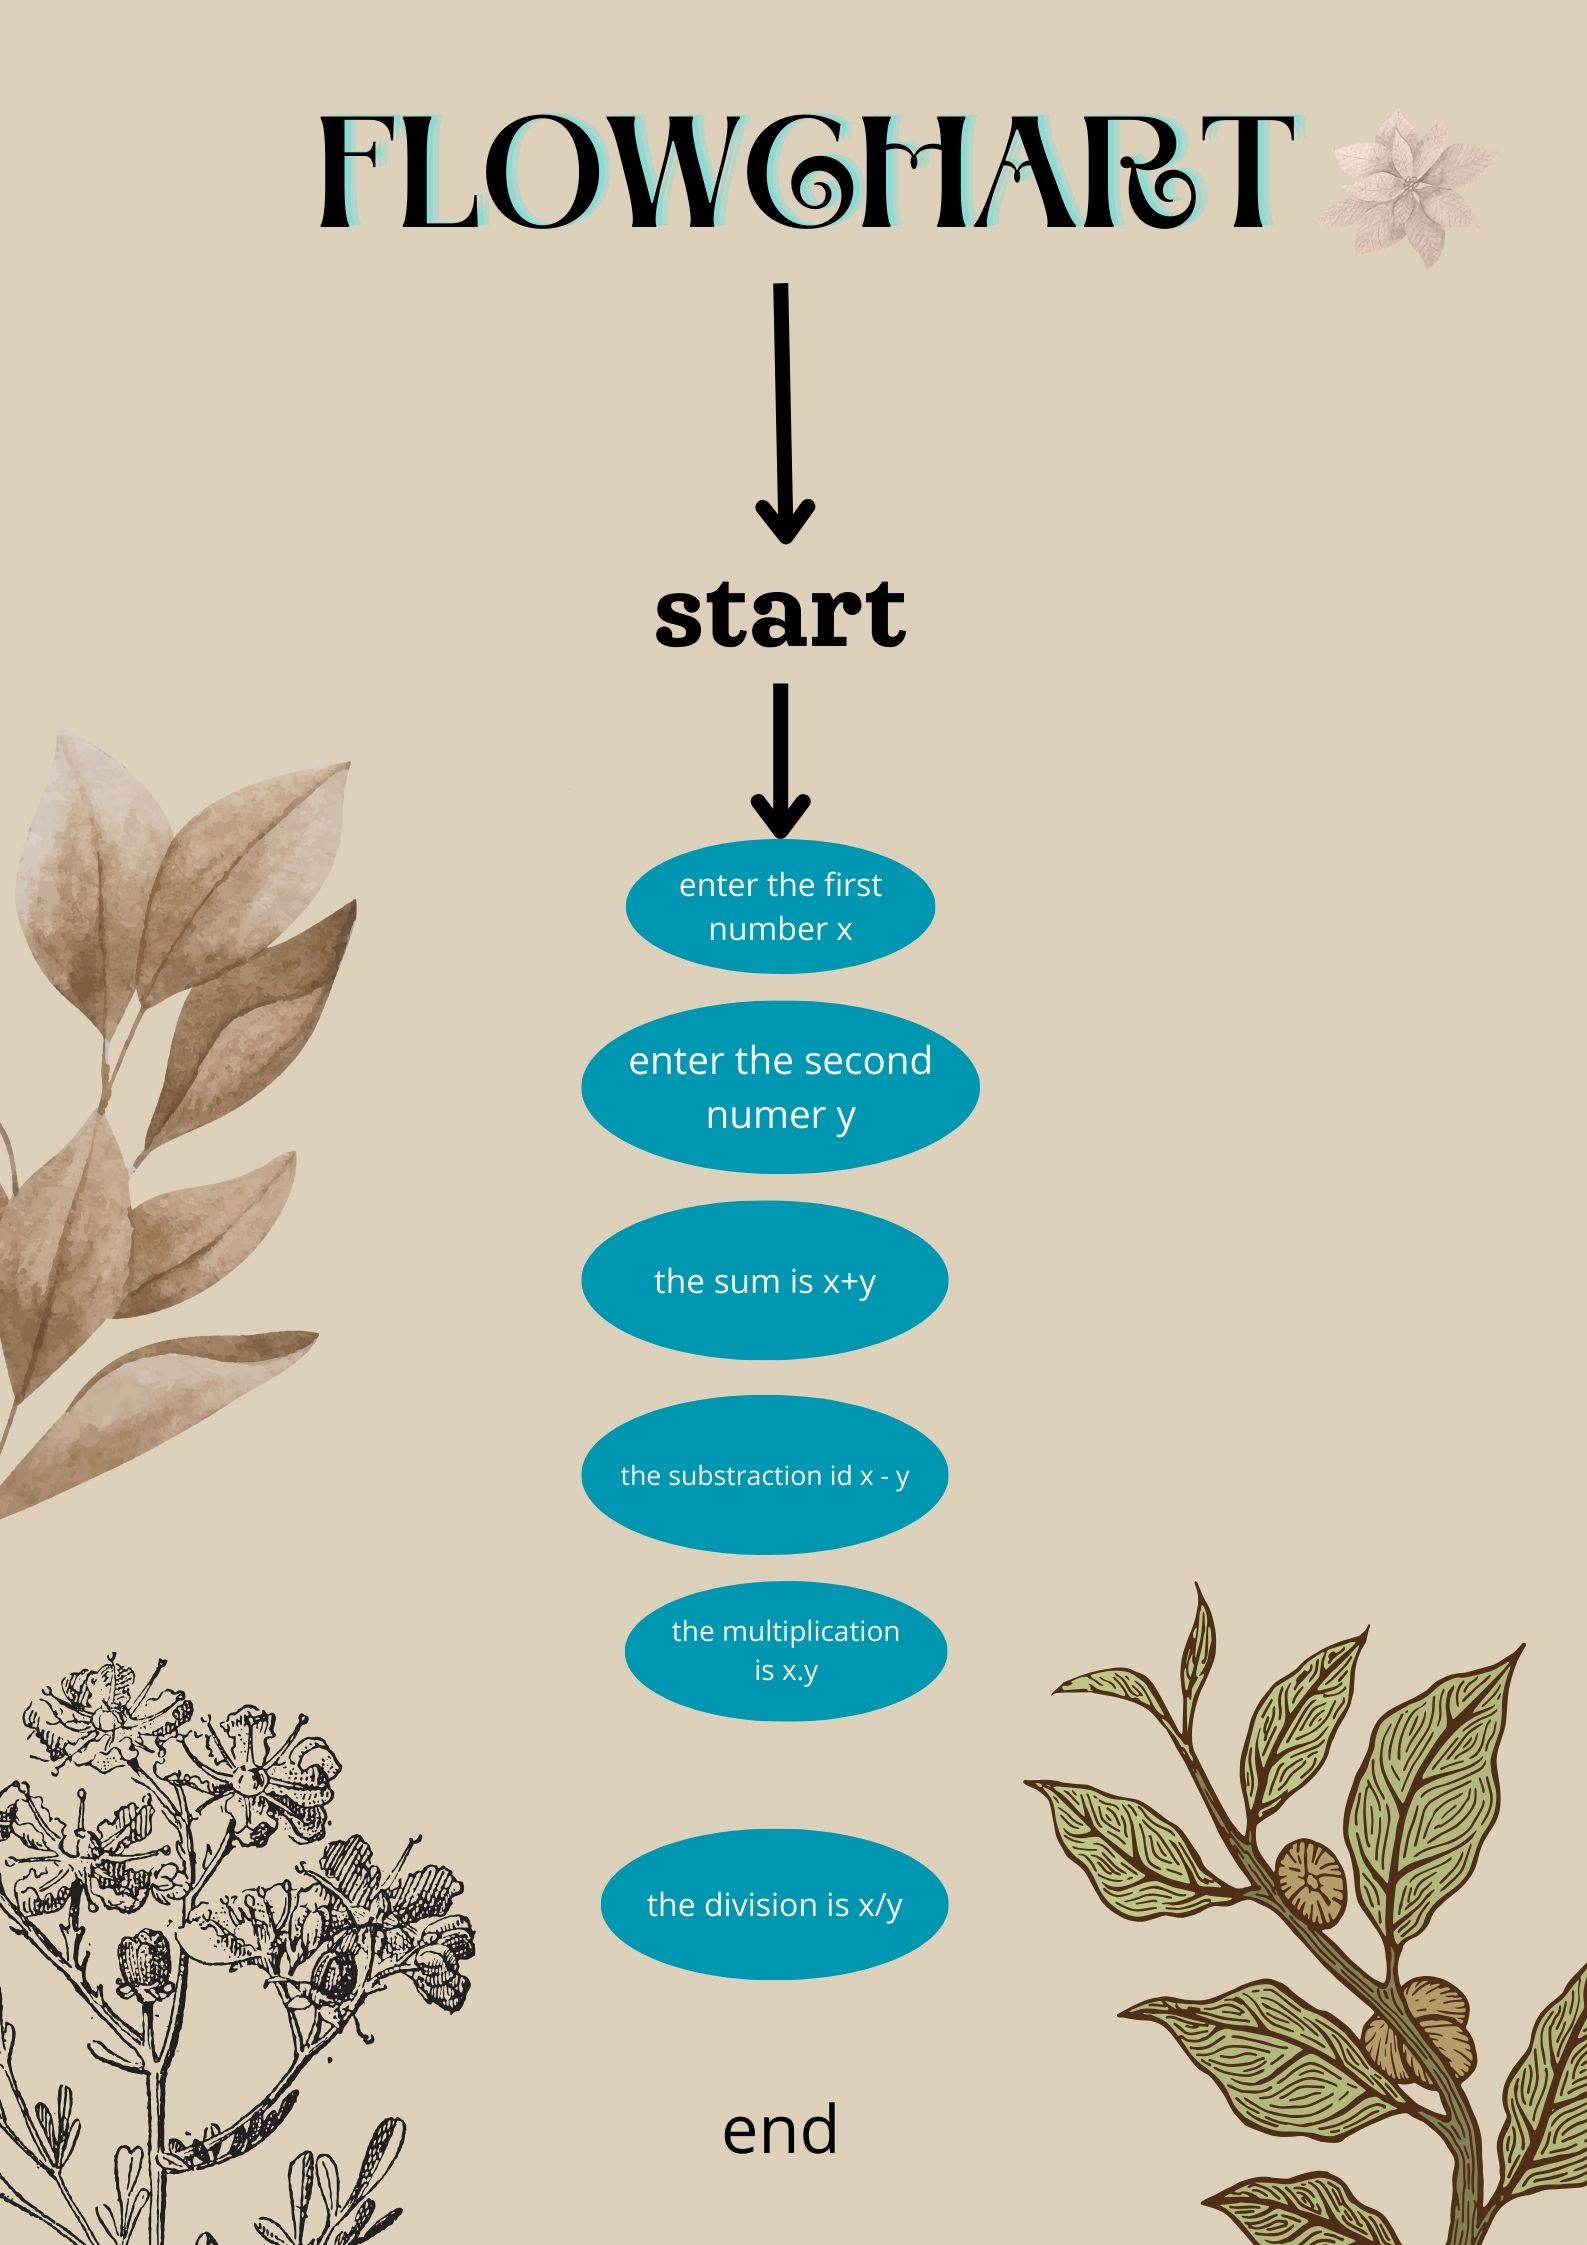 FLOWCHART
start
enter the first
number x
enter the second
numer y
the sum is x+y
the substraction id x - y
the multiplication
is x.y
the division is x/y
end